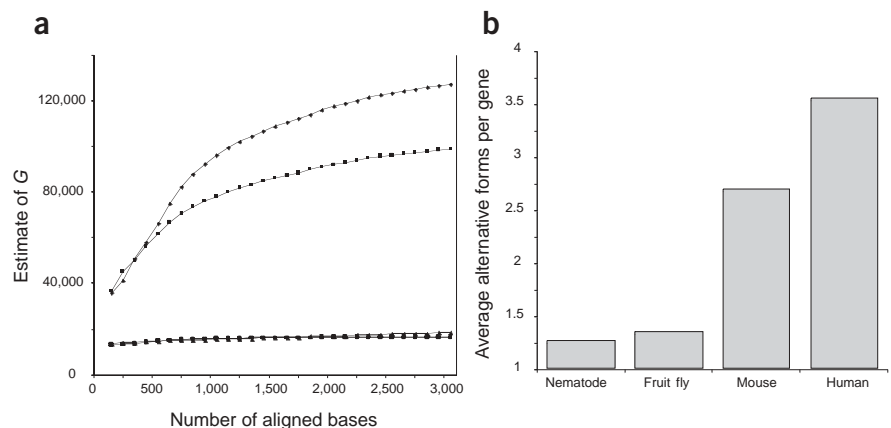 a
Estimate of G
120,000
80,000
40,000
0
0 500 1,000 1,500 2,000 2,500 3,000
Number of aligned bases
b
Average alternative forms per gene
4
3.5
3
2.5
2
1.5
1
Nematode Fruit fly Mouse Human